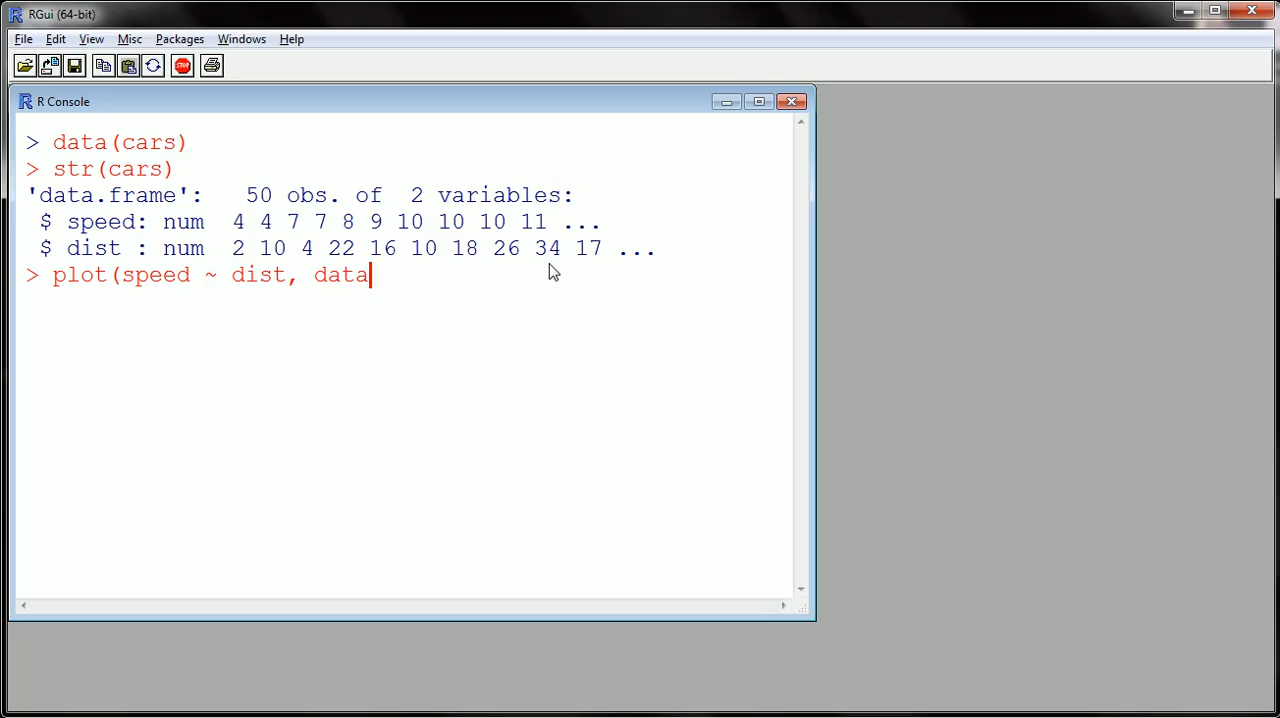 RGui (64-bit)
File Edit View Misc Packages Windows Help
STOP
R Console
> data(cars)
> str(cars)
'data.frame':   50 obs. of  2 variables:
 $ speed: num  4 4 7 7 8 9 10 10 10 11 ...
 $ dist : num  2 10 4 22 16 10 18 26 34 17 ...
> plot(speed ~ dist, data